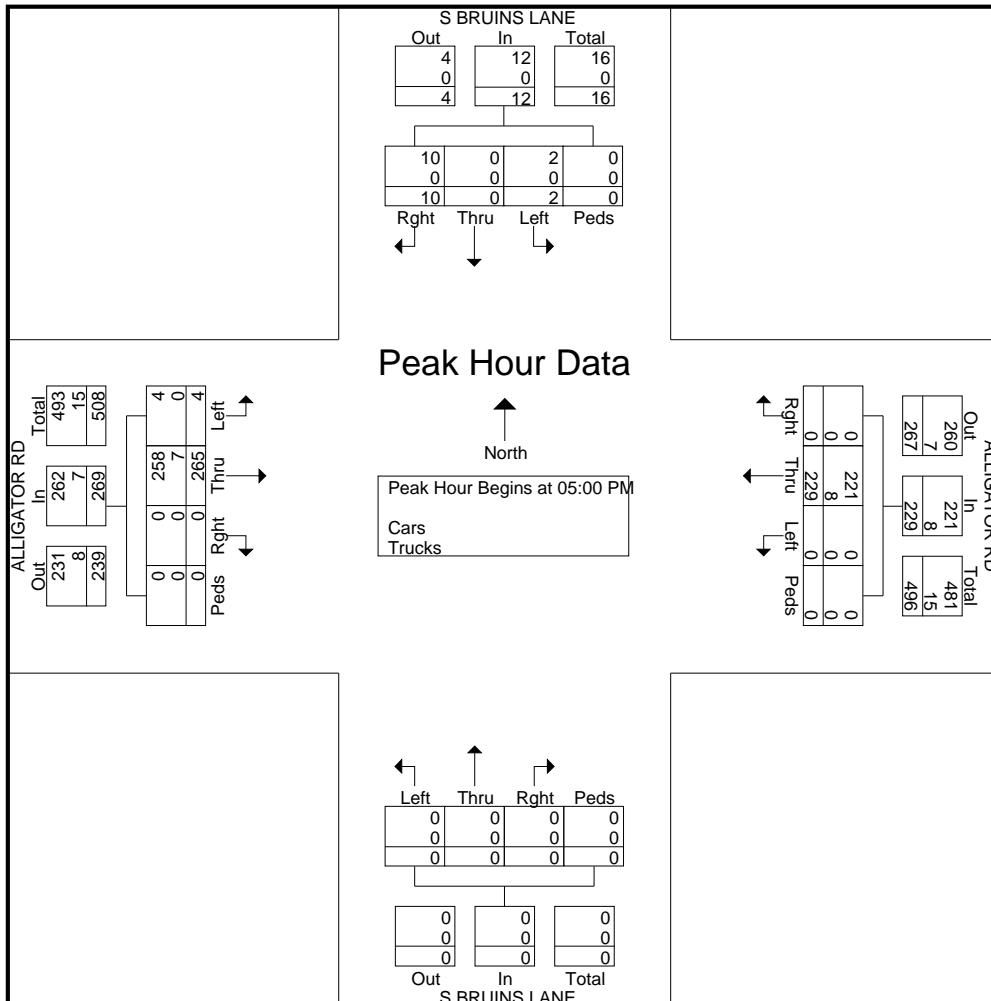 S BRUINS LANE
Out In Total
4 12 16
0 0 0
4 12 16
10 0 2 0
0 0 0 0
10 0 2 0
Rght Thru Left Peds
Peak Hour Data
North
Peak Hour Begins at 05:00 PM
Cars
Trucks
ALLIGATOR RD
Out In Total
231 262 493
8 7 15
239 269 508
Peds Rght Thru Left
0 0 258 4
0 0 7 0
0 0 265 4
ALLIGATOR RD
Out In Total
260 221 481
7 8 15
267 229 496
0 221 0 0
0 8 0 0
0 229 0 0
Rght Thru Left Peds
Left Thru Rght Peds
0 0 0 0
0 0 0 0
0 0 0 0
0 0 0
0 0 0
0 0 0
Out In Total
S BRUINS LANE